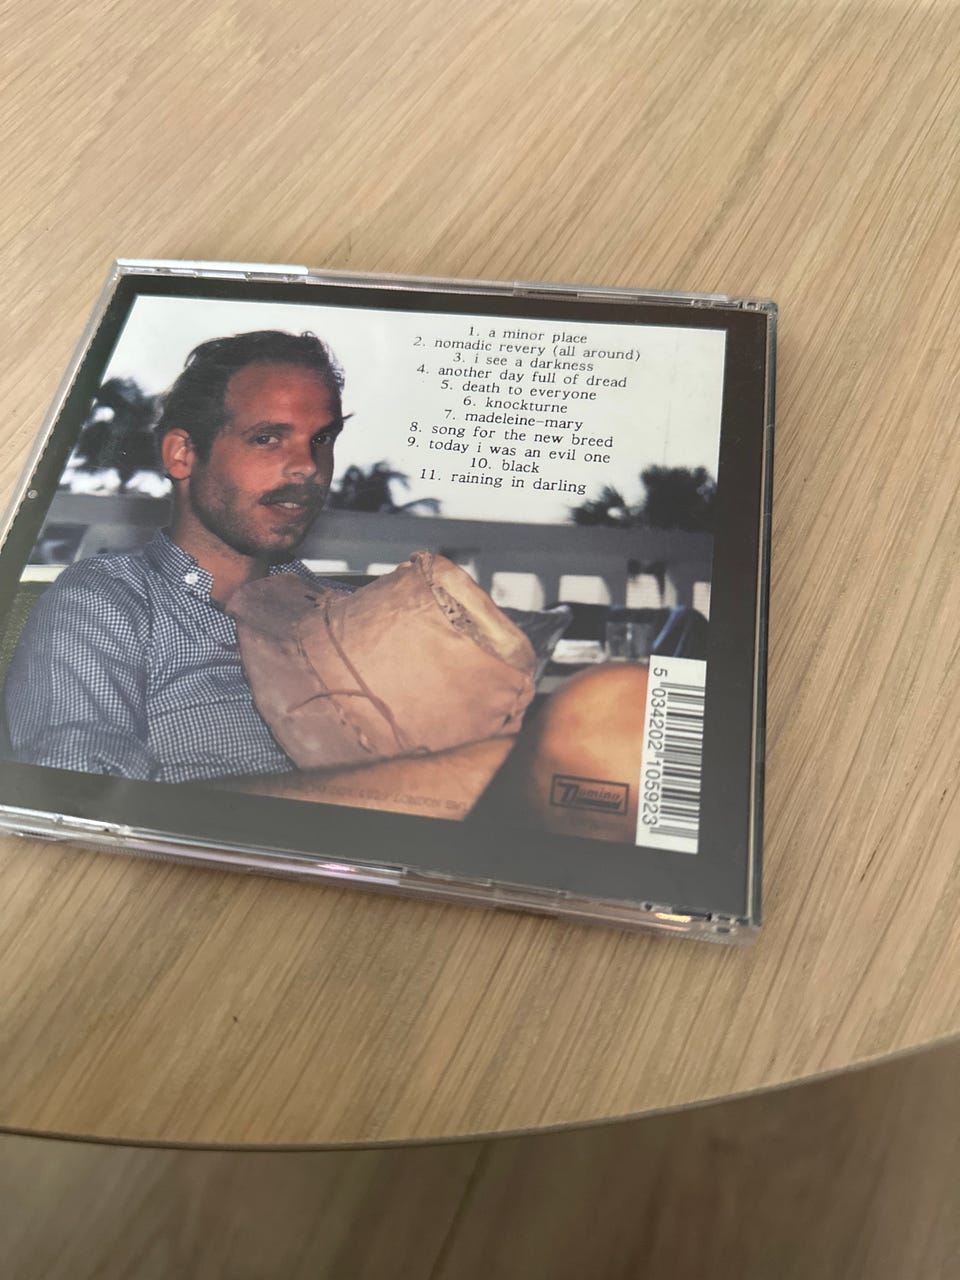 1. a minor place
2. nomadic revery (all around)
3. i see a darkness
4. another day full of dread
5. death to everyone
6. knockturne
7. madeleine-mary
8. song for the new breed
9. today i was an evil one
10. black
11. raining in darling
5 034202 105923
Domino